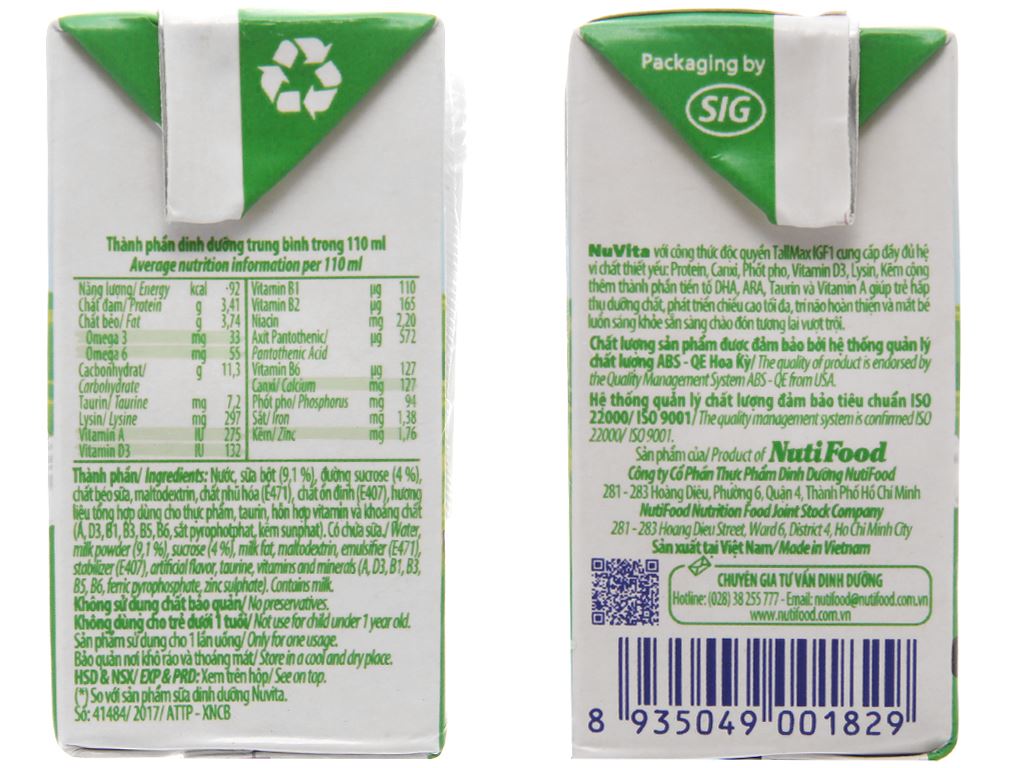 Thành phần dinh dưỡng trung bình trong 110 ml
Average nutrition information per 110 ml
Năng lượng/ Energy kcal 92
Chất đạm/ Protein g 3,41
Chất béo/ Fat g 3,74
Omega 3 mg 33
Omega 6 mg 55
Cacbonhydrat/ g 11,3
Carbohydrate
Taurin/ Taurine mg 7,2
Lysin/ Lysine mg 297
Vitamin A IU 275
Vitamin D3 IU 132
Vitamin B1 µg 110
Vitamin B2 µg 165
Niacin mg 2,20
Axit Pantothenic/ µg 572
Pantothenic Acid
Vitamin B6 µg 127
Canxi/ Calcium mg 127
Phốt pho/ Phosphorus mg 94
Sắt/ Iron mg 1,38
Kẽm/ Zinc mg 1,76
Thành phần/ Ingredients: Nước, sữa bột (9,1 %), đường sucrose (4 %),
chất béo sữa, maltodextrin, chất nhũ hóa (E471), chất ổn định (E407), hương
liệu tổng hợp dùng cho thực phẩm, taurin, hỗn hợp vitamin và khoáng chất
(A, D3, B1, B3, B5, B6, sắt pyrophotphat, kẽm sunphat). Có chứa sữa./ Water,
milk powder (9,1 %), sucrose (4 %), milk fat, maltodextrin, emulsifier (E471),
stabilizer (E407), artificial flavor, taurine, vitamins and minerals (A, D3, B1, B3,
B5, B6, ferric pyrophosphate, zinc sulphate). Contains milk.
Không sử dụng chất bảo quản/ No preservatives.
Không dùng cho trẻ dưới 1 tuổi/ Not use for child under 1 year old.
Sản phẩm sử dụng cho 1 lần uống/ Only for one usage.
Bảo quản nơi khô ráo và thoáng mát/ Store in a cool and dry place.
HSD & NSX/ EXP & PRD: Xem trên hộp/ See on top.
(*) So với sản phẩm sữa dinh dưỡng Nuvita.
Số: 41484/ 2017/ ATTP - XNCB
Packaging by
SIG
NuVita với công thức độc quyền TallMax IGF1 cung cấp đầy đủ hệ
vi chất thiết yếu: Protein, Canxi, Phốt pho, Vitamin D3, Lysin, Kẽm cộng
thêm thành phần tiền tố DHA, ARA, Taurin và Vitamin A giúp trẻ hấp
thu dưỡng chất, phát triển chiều cao tối đa, trí não hoàn thiện và mắt bé
luôn sáng khỏe sẵn sàng chào đón tương lai vượt trội.
Chất lượng sản phẩm được đảm bảo bởi hệ thống quản lý
chất lượng ABS - QE Hoa Kỳ/ The quality of product is endorsed by
the Quality Management System ABS - QE from USA.
Hệ thống quản lý chất lượng đảm bảo tiêu chuẩn ISO
22000/ ISO 9001/ The quality management system is confirmed ISO
22000/ ISO 9001.
Sản phẩm của/ Product of NutiFood
Công ty Cổ Phần Thực Phẩm Dinh Dưỡng NutiFood
281 - 283 Hoàng Diệu, Phường 6, Quận 4, Thành Phố Hồ Chí Minh
NutiFood Nutrition Food Joint Stock Company
281 - 283 Hoang Dieu Street, Ward 6, District 4, Ho Chi Minh City
Sản xuất tại Việt Nam/ Made in Vietnam
CHUYÊN GIA TƯ VẤN DINH DƯỠNG
Hotline: (028) 38 255 777 - Email: nutifood@nutifood.com.vn
www.nutifood.com.vn
8 935049 001829